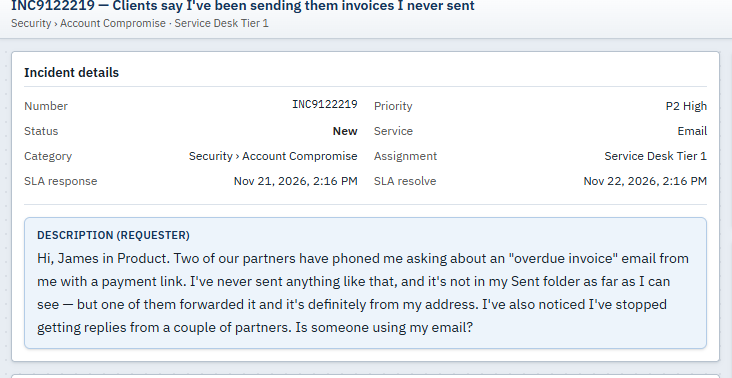 INC9122219 — Clients say I've been sending them invoices I never sent
Security › Account Compromise · Service Desk Tier 1
Incident details
Number INC9122219 Priority P2 High
Status New Service Email
Category Security › Account Compromise Assignment Service Desk Tier 1
SLA response Nov 21, 2026, 2:16 PM SLA resolve Nov 22, 2026, 2:16 PM
DESCRIPTION (REQUESTER)
Hi, James in Product. Two of our partners have phoned me asking about an "overdue invoice" email from
me with a payment link. I've never sent anything like that, and it's not in my Sent folder as far as I can
see — but one of them forwarded it and it's definitely from my address. I've also noticed I've stopped
getting replies from a couple of partners. Is someone using my email?